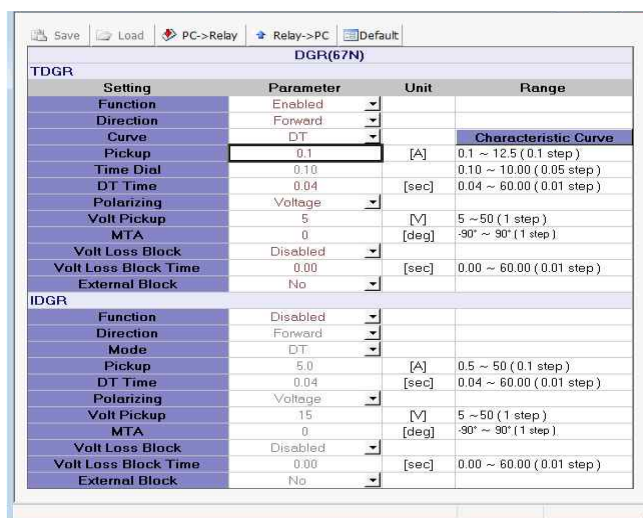 Save Load PC->Relay Relay->PC Default
DGR(67N)
TDGR
Setting Parameter Unit Range
Function Enabled
Direction Forward
Curve DT Characteristic Curve
Pickup 0.1 [A] 0.1 ~ 12.5 ( 0.1 step )
Time Dial 0.10 0.10 ~ 10.00 ( 0.05 step )
DT Time 0.04 [sec] 0.04 ~ 60.00 ( 0.01 step )
Polarizing Voltage
Volt Pickup 5 [V] 5 ~50 ( 1 step )
MTA 0 [deg] -90° ~ 90° ( 1 step )
Volt Loss Block Disabled
Volt Loss Block Time 0.00 [sec] 0.00 ~ 60.00 ( 0.01 step )
External Block No
IDGR
Function Disabled
Direction Forward
Mode DT
Pickup 5.0 [A] 0.5 ~ 50 ( 0.1 step )
DT Time 0.04 [sec] 0.04 ~ 60.00 ( 0.01 step )
Polarizing Voltage
Volt Pickup 15 [V] 5 ~50 ( 1 step )
MTA 0 [deg] -90° ~ 90° ( 1 step )
Volt Loss Block Disabled
Volt Loss Block Time 0.00 [sec] 0.00 ~ 60.00 ( 0.01 step )
External Block No